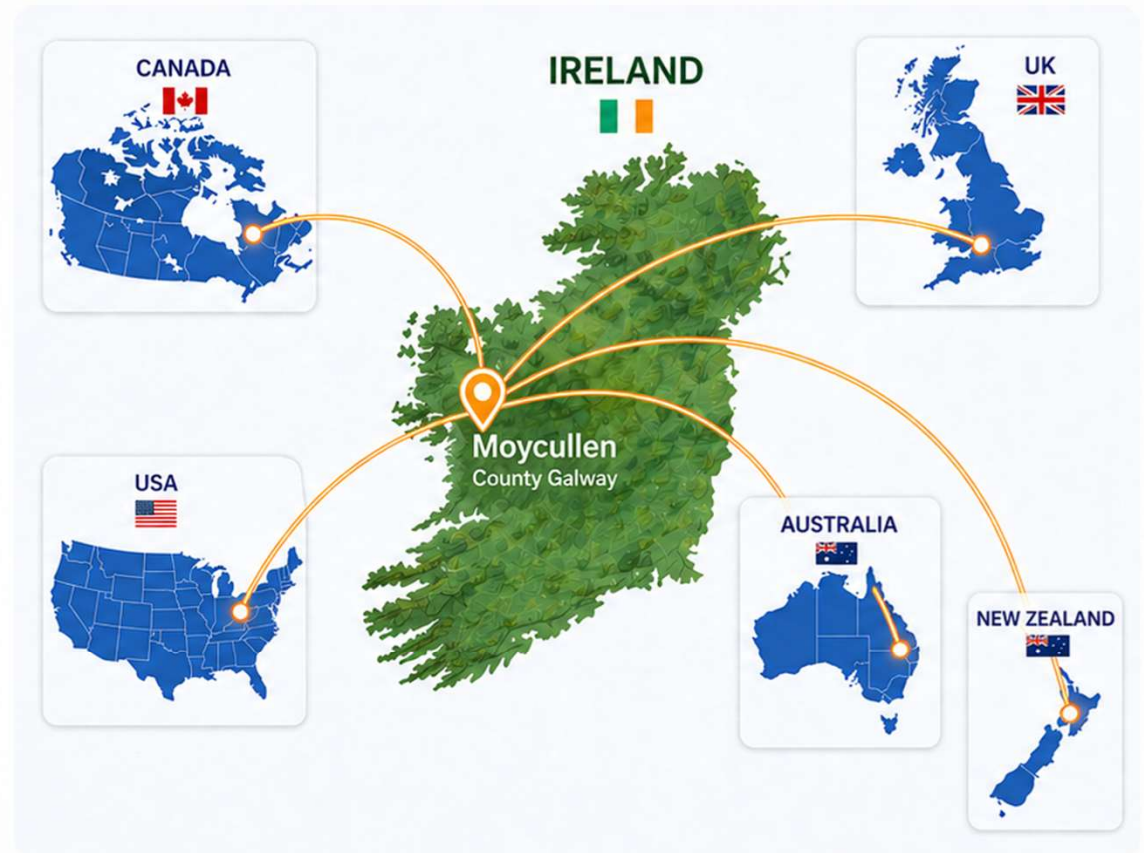 CANADA
IRELAND
UK
Moycullen
County Galway
USA
AUSTRALIA
NEW ZEALAND